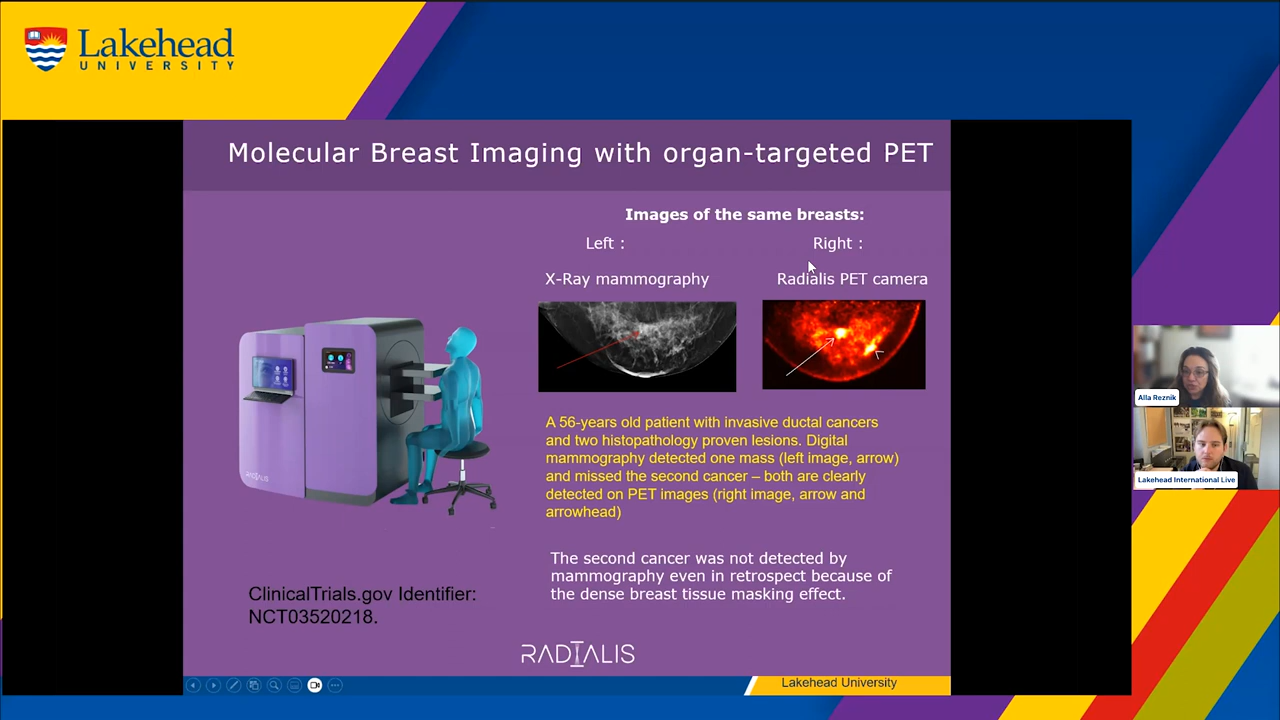 Lakehead
UNIVERSITY
Molecular Breast Imaging with organ-targeted PET
Images of the same breasts:
Left :
Right :
X-Ray mammography
Radialis PET camera
A 56-years old patient with invasive ductal cancers
and two histopathology proven lesions. Digital
mammography detected one mass (left image, arrow)
and missed the second cancer – both are clearly
detected on PET images (right image, arrow and
arrowhead)
The second cancer was not detected by
mammography even in retrospect because of
the dense breast tissue masking effect.
RADIALIS
ClinicalTrials.gov Identifier:
NCT03520218.
RADIALIS
Lakehead University
Alla Reznik
Lakehead International Live